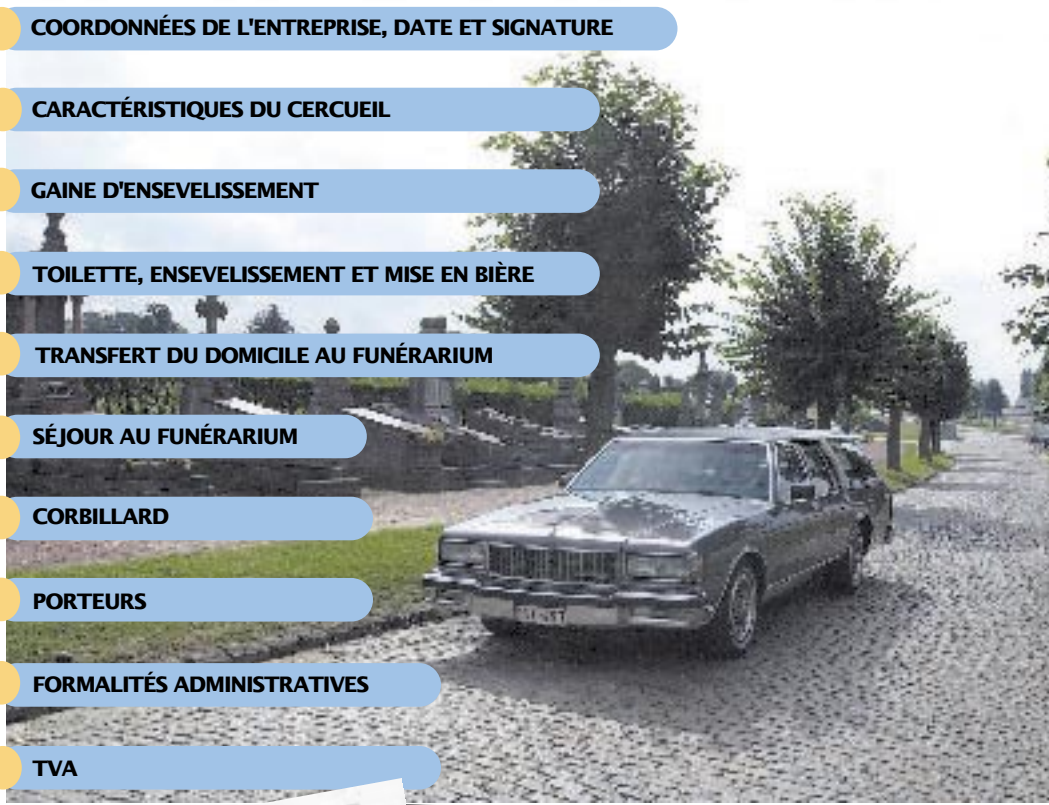 COORDONNÉES DE L'ENTREPRISE, DATE ET SIGNATURE
CARACTÉRISTIQUES DU CERCUEIL
GAINE D'ENSEVELISSEMENT
TOILETTE, ENSEVELISSEMENT ET MISE EN BIÈRE
TRANSFERT DU DOMICILE AU FUNÉRARIUM
SÉJOUR AU FUNÉRARIUM
CORBILLARD
PORTEURS
FORMALITÉS ADMINISTRATIVES
TVA